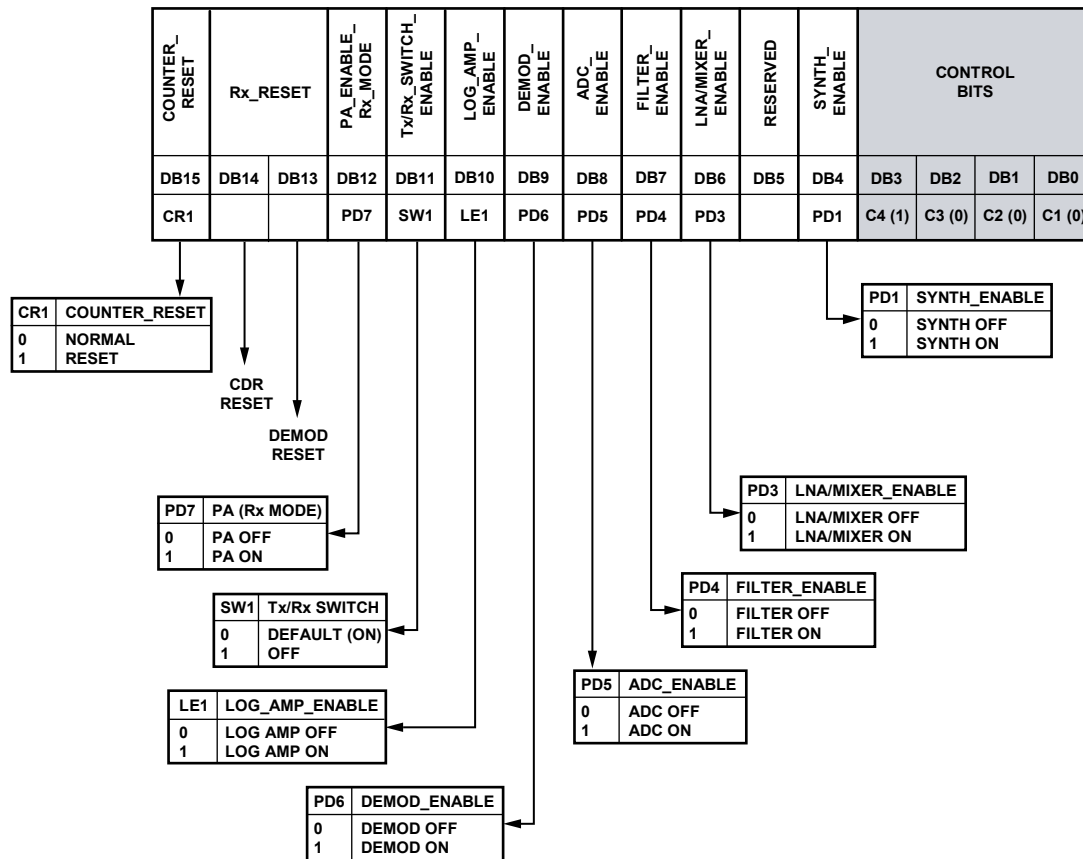 COUNTER_
RESET
Rx_RESET
PA_ENABLE_
Rx_MODE
Tx/Rx_SWITCH_
ENABLE
LOG_AMP_
ENABLE
DEMOD_
ENABLE
ADC_
ENABLE
FILTER_
ENABLE
LNA/MIXER_
ENABLE
RESERVED
SYNTH_
ENABLE
CONTROL
BITS
DB15 DB14 DB13 DB12 DB11 DB10 DB9 DB8 DB7 DB6 DB5 DB4 DB3 DB2 DB1 DB0
CR1 PD7 SW1 LE1 PD6 PD5 PD4 PD3 PD1 C4 (1) C3 (0) C2 (0) C1 (0)
CR1 COUNTER_RESET
0 NORMAL
1 RESET
PD1 SYNTH_ENABLE
0 SYNTH OFF
1 SYNTH ON
CDR
RESET
DEMOD
RESET
PD7 PA (Rx MODE)
0 PA OFF
1 PA ON
PD3 LNA/MIXER_ENABLE
0 LNA/MIXER OFF
1 LNA/MIXER ON
SW1 Tx/Rx SWITCH
0 DEFAULT (ON)
1 OFF
PD4 FILTER_ENABLE
0 FILTER OFF
1 FILTER ON
LE1 LOG_AMP_ENABLE
0 LOG AMP OFF
1 LOG AMP ON
PD5 ADC_ENABLE
0 ADC OFF
1 ADC ON
PD6 DEMOD_ENABLE
0 DEMOD OFF
1 DEMOD ON